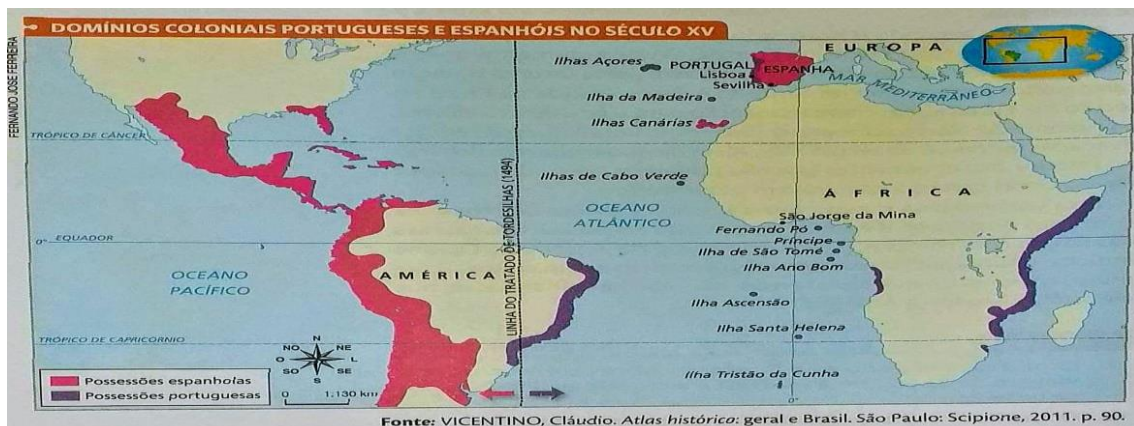 DOMÍNIOS COLONIAIS PORTUGUESES E ESPANHÓIS NO SÉCULO XV
FERNANDO JOSÉ FERREIRA
EUROPA
Ilhas Açores
PORTUGAL
ESPANHA
Lisboa
Sevilha
MAR MEDITERRÂNEO
Ilha da Madeira
Ilhas Canárias
TRÓPICO DE CÂNCER
LINHA DO TRATADO DE TORDESILHAS (1494)
Ilhas de Cabo Verde
ÁFRICA
OCEANO
ATLÂNTICO
São Jorge da Mina
Fernando Pó
Príncipe
Ilha de São Tomé
Ilha Ano Bom
0° EQUADOR
AMÉRICA
OCEANO
PACÍFICO
Ilha Ascensão
Ilha Santa Helena
TRÓPICO DE CAPRICÓRNIO
Ilha Tristão da Cunha
N
NO NE
O L
SO SE
S
0 1:130 km
Possessões espanholas
Possessões portuguesas
0°
Fonte: VICENTINO, Cláudio. Atlas histórico: geral e Brasil. São Paulo: Scipione, 2011. p. 90.